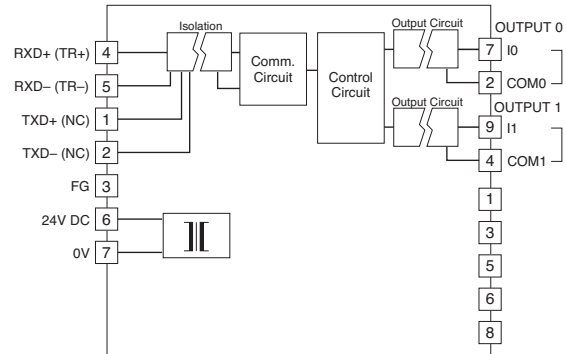 Isolation
Output Circuit
OUTPUT 0
RXD+ (TR+) 4
7 I0
RXD– (TR–) 5
Comm.
Circuit
Control
Circuit
2 COM0
TXD+ (NC) 1
Output Circuit
OUTPUT 1
9 I1
TXD– (NC) 2
4 COM1
FG 3
1
24V DC 6
3
0V 7
5
6
8